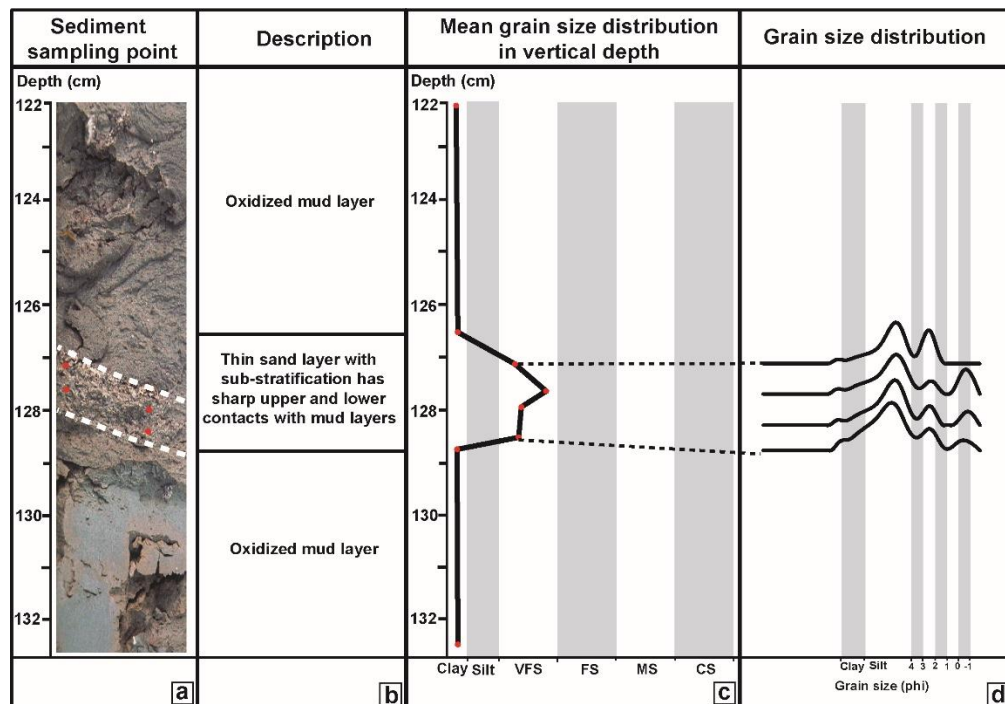 Sediment
sampling point
Description
Mean grain size distribution
in vertical depth
Grain size distribution
Depth (cm)
122
124
126
128
130
132
Oxidized mud layer
Thin sand layer with
sub-stratification has
sharp upper and lower
contacts with mud layers
Oxidized mud layer
Depth (cm)
122
124
126
128
130
132
Clay Silt VFS FS MS CS
Clay Silt 4 3 2 1 0 -1
Grain size (phi)
a b c d